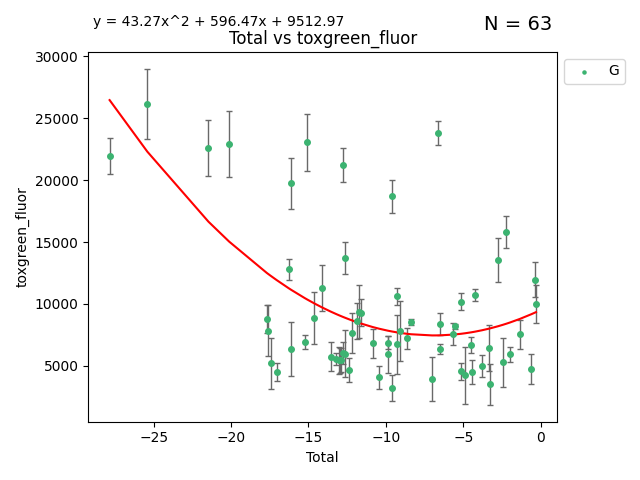 y = 43.27x^2 + 596.47x + 9512.97
N = 63
Total vs toxgreen_fluor
G
30000
25000
20000
15000
10000
5000
toxgreen_fluor
−25
−20
−15
−10
−5
0
Total